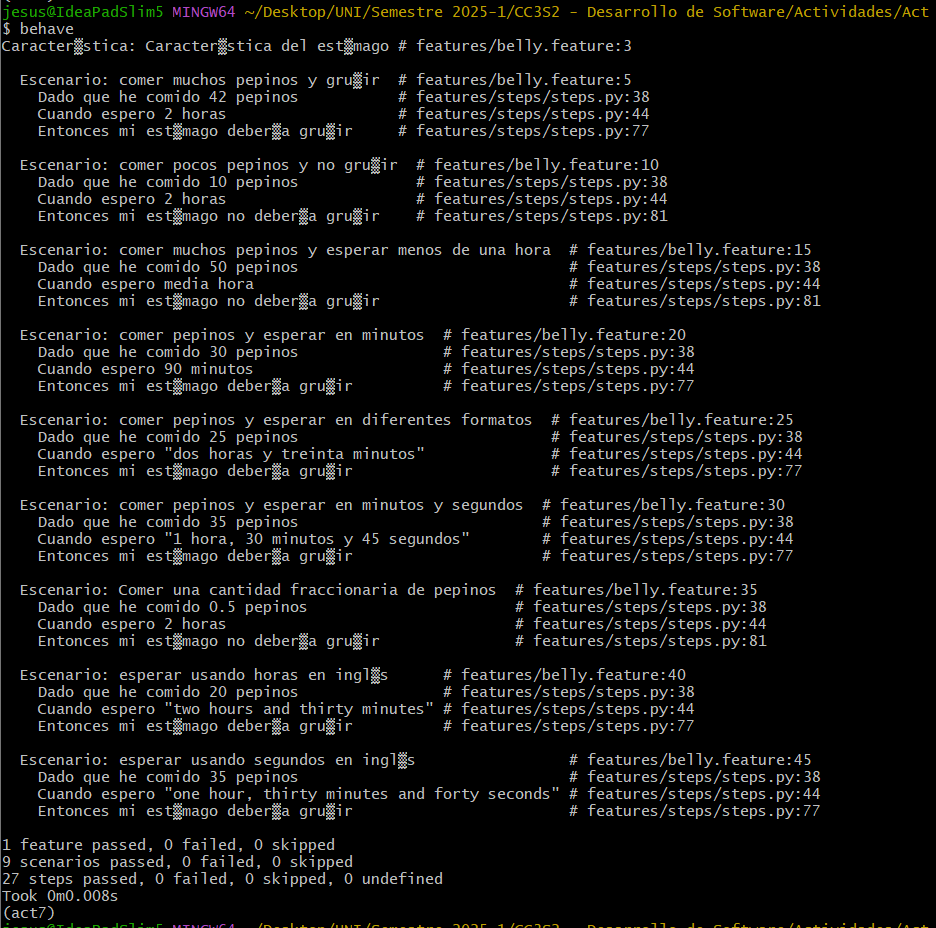 jesus@IdeaPadSlim5 MINGW64 ~/Desktop/UNI/Semestre 2025-1/CC3S2 - Desarrollo de Software/Actividades/Act
$ behave
Caracter▒stica: Caracter▒stica del est▒mago # features/belly.feature:3
Escenario: comer muchos pepinos y gru▒ir # features/belly.feature:5
Dado que he comido 42 pepinos # features/steps/steps.py:38
Cuando espero 2 horas # features/steps/steps.py:44
Entonces mi est▒mago deber▒a gru▒ir # features/steps/steps.py:77
Escenario: comer pocos pepinos y no gru▒ir # features/belly.feature:10
Dado que he comido 10 pepinos # features/steps/steps.py:38
Cuando espero 2 horas # features/steps/steps.py:44
Entonces mi est▒mago no deber▒a gru▒ir # features/steps/steps.py:81
Escenario: comer muchos pepinos y esperar menos de una hora # features/belly.feature:15
Dado que he comido 50 pepinos # features/steps/steps.py:38
Cuando espero media hora # features/steps/steps.py:44
Entonces mi est▒mago no deber▒a gru▒ir # features/steps/steps.py:81
Escenario: comer pepinos y esperar en minutos # features/belly.feature:20
Dado que he comido 30 pepinos # features/steps/steps.py:38
Cuando espero 90 minutos # features/steps/steps.py:44
Entonces mi est▒mago deber▒a gru▒ir # features/steps/steps.py:77
Escenario: comer pepinos y esperar en diferentes formatos # features/belly.feature:25
Dado que he comido 25 pepinos # features/steps/steps.py:38
Cuando espero "dos horas y treinta minutos" # features/steps/steps.py:44
Entonces mi est▒mago deber▒a gru▒ir # features/steps/steps.py:77
Escenario: comer pepinos y esperar en minutos y segundos # features/belly.feature:30
Dado que he comido 35 pepinos # features/steps/steps.py:38
Cuando espero "1 hora, 30 minutos y 45 segundos" # features/steps/steps.py:44
Entonces mi est▒mago deber▒a gru▒ir # features/steps/steps.py:77
Escenario: Comer una cantidad fraccionaria de pepinos # features/belly.feature:35
Dado que he comido 0.5 pepinos # features/steps/steps.py:38
Cuando espero 2 horas # features/steps/steps.py:44
Entonces mi est▒mago no deber▒a gru▒ir # features/steps/steps.py:81
Escenario: esperar usando horas en ingl▒s # features/belly.feature:40
Dado que he comido 20 pepinos # features/steps/steps.py:38
Cuando espero "two hours and thirty minutes" # features/steps/steps.py:44
Entonces mi est▒mago deber▒a gru▒ir # features/steps/steps.py:77
Escenario: esperar usando segundos en ingl▒s # features/belly.feature:45
Dado que he comido 35 pepinos # features/steps/steps.py:38
Cuando espero "one hour, thirty minutes and forty seconds" # features/steps/steps.py:44
Entonces mi est▒mago deber▒a gru▒ir # features/steps/steps.py:77
1 feature passed, 0 failed, 0 skipped
9 scenarios passed, 0 failed, 0 skipped
27 steps passed, 0 failed, 0 skipped, 0 undefined
Took 0m0.008s
(act7)
jesus@IdeaPadSlim5 MINGW64 ~/Desktop/UNI/Semestre 2025-1/CC3S2 - Desarrollo de Software/Actividades/Act